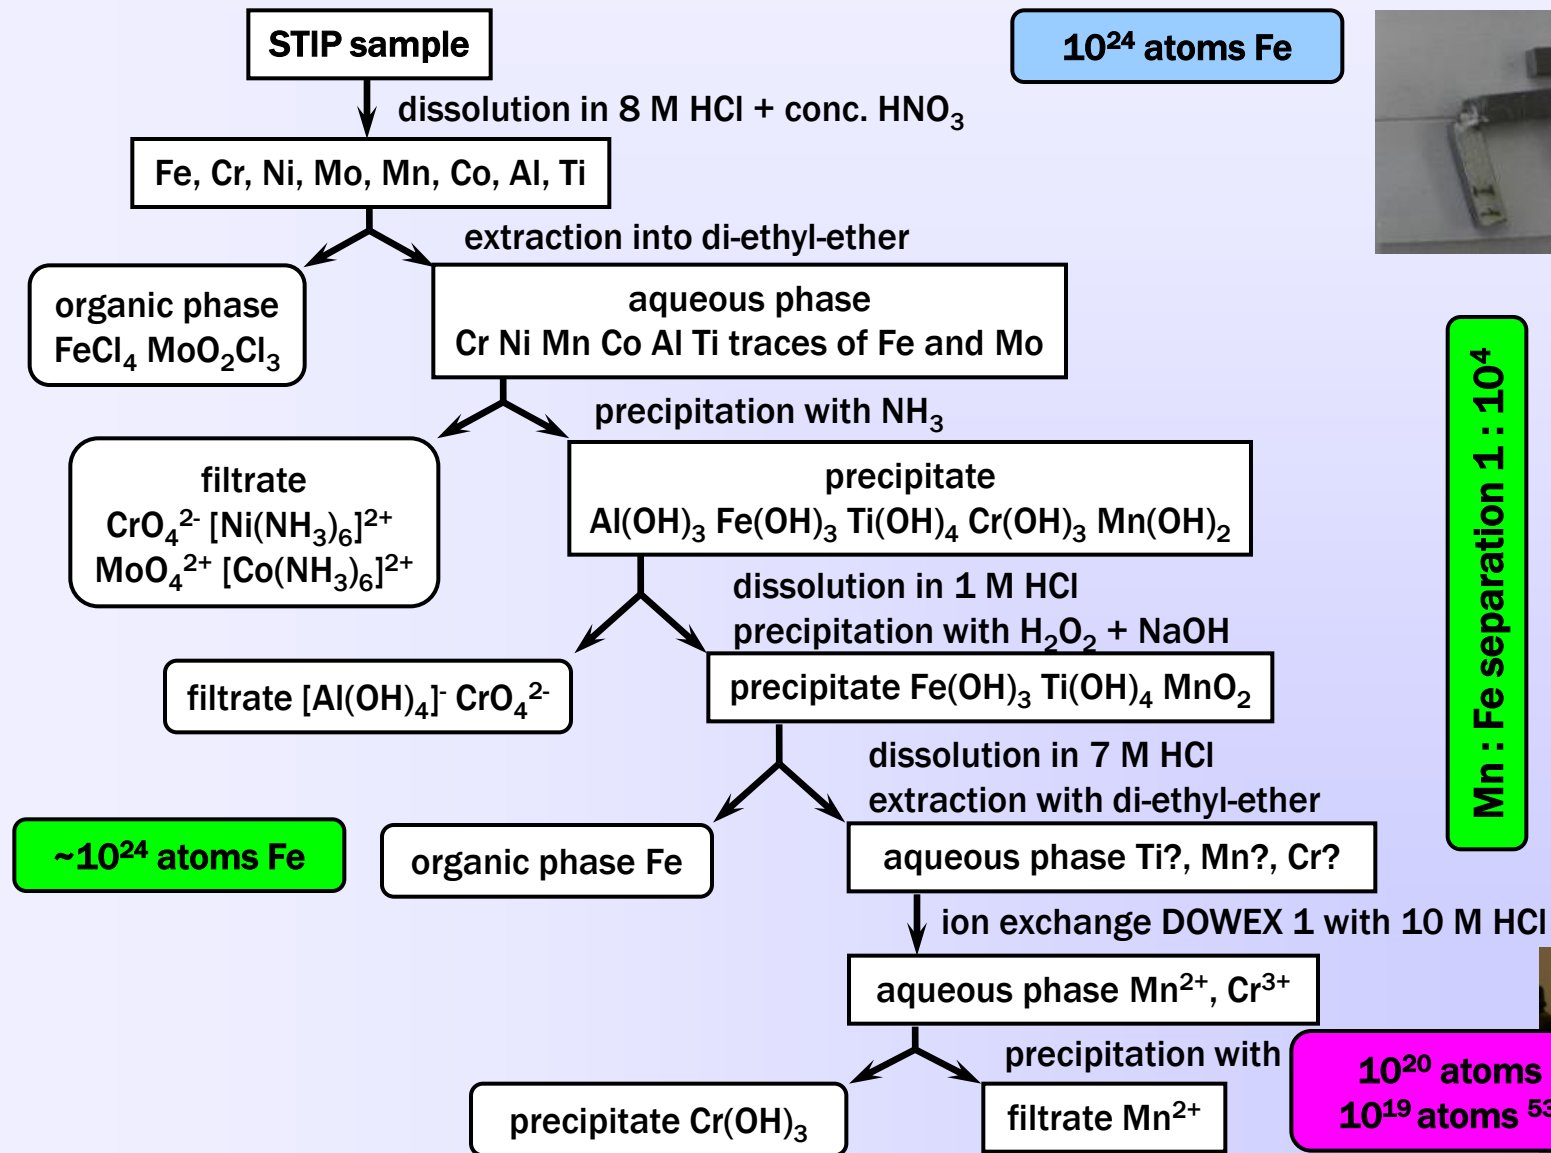 STIP sample
10²⁴ atoms Fe
dissolution in 8 M HCl + conc. HNO₃
Fe, Cr, Ni, Mo, Mn, Co, Al, Ti
extraction into di-ethyl-ether
organic phase
FeCl₄ MoO₂Cl₃
aqueous phase
Cr Ni Mn Co Al Ti traces of Fe and Mo
Mn : Fe separation 1 : 10⁴
precipitation with NH₃
filtrate
CrO₄²⁻ [Ni(NH₃)₆]²⁺
MoO₄²⁺ [Co(NH₃)₆]²⁺
precipitate
Al(OH)₃ Fe(OH)₃ Ti(OH)₄ Cr(OH)₃ Mn(OH)₂
dissolution in 1 M HCl
precipitation with H₂O₂ + NaOH
filtrate [Al(OH)₄]⁻ CrO₄²⁻
precipitate Fe(OH)₃ Ti(OH)₄ MnO₂
dissolution in 7 M HCl
extraction with di-ethyl-ether
~10²⁴ atoms Fe
organic phase Fe
aqueous phase Ti?, Mn?, Cr?
ion exchange DOWEX 1 with 10 M HCl
aqueous phase Mn²⁺, Cr³⁺
precipitation with
10²⁰ atoms
10¹⁹ atoms ⁵³
precipitate Cr(OH)₃
filtrate Mn²⁺